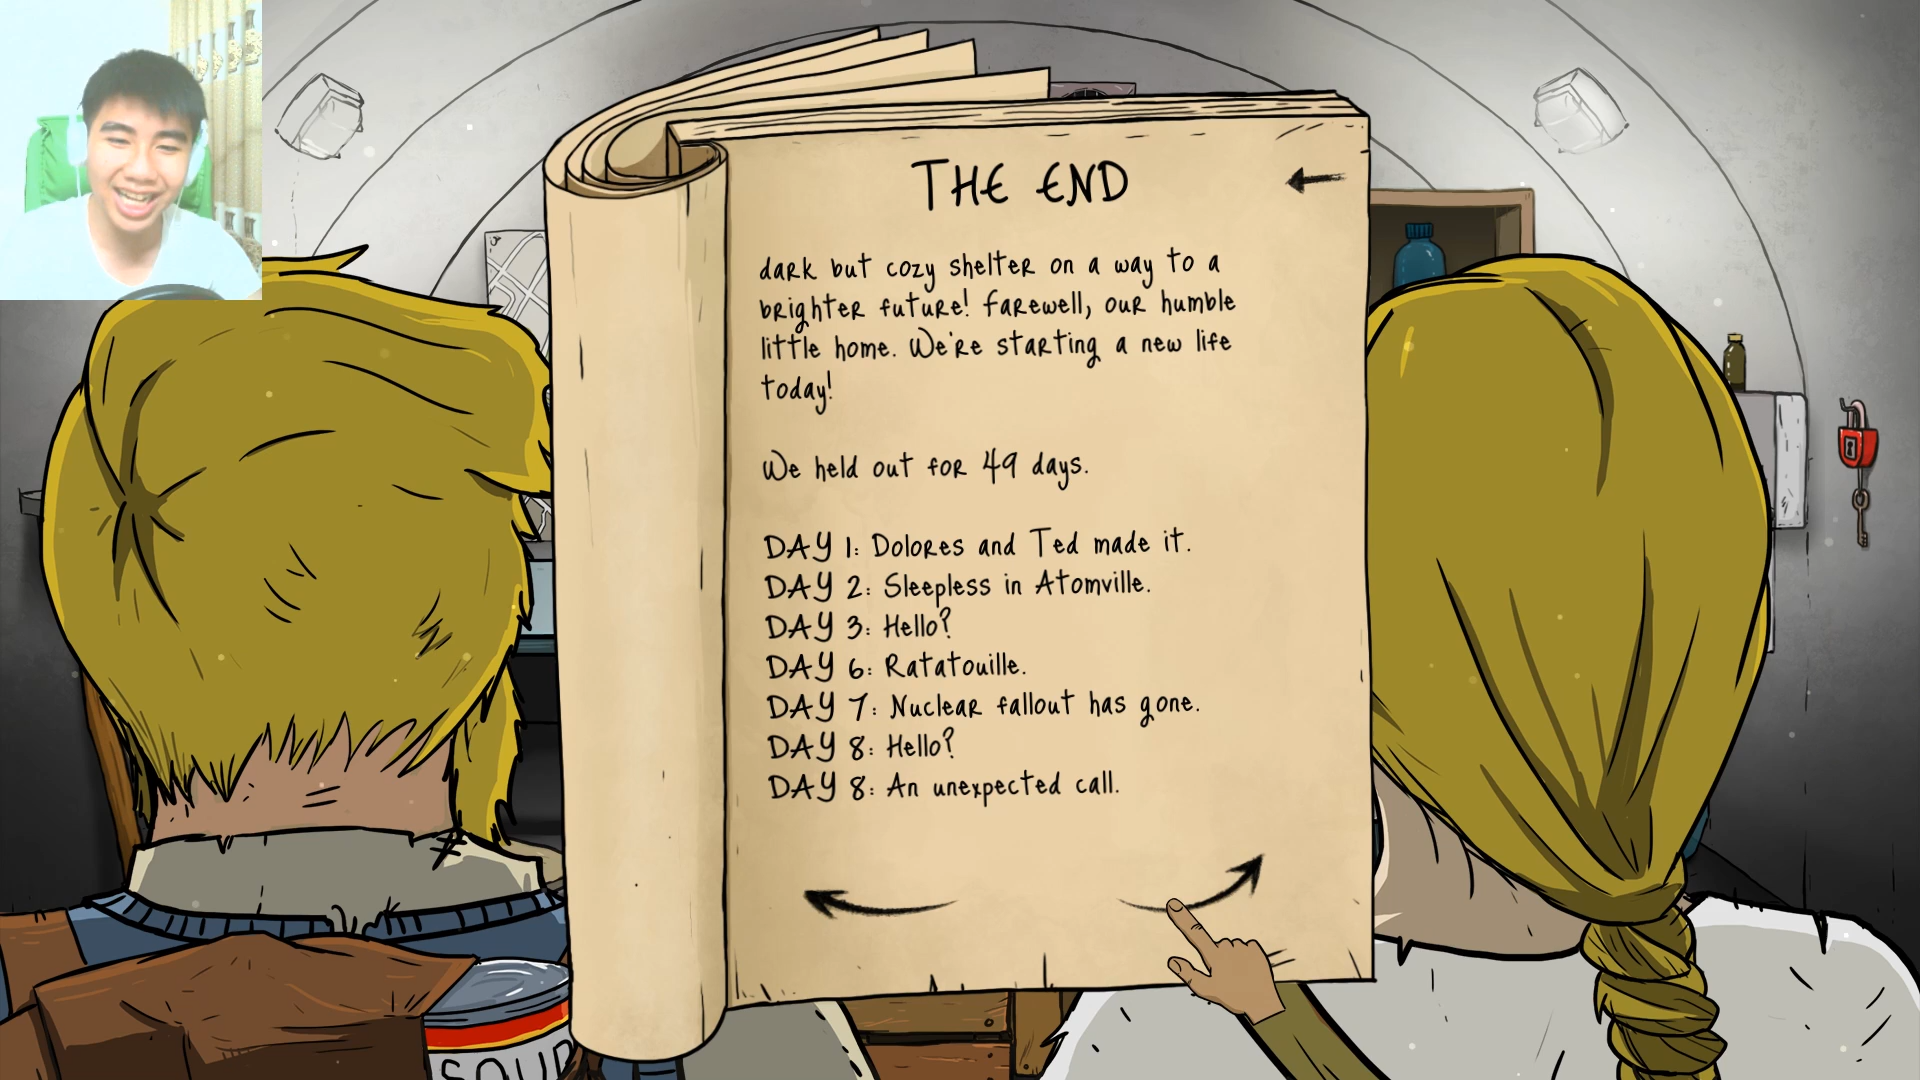 THE END
dark but cozy shelter on a way to a
brighter future! Farewell, our humble
little home. We're starting a new life
today!
We held out for 49 days.
DAY 1: Dolores and Ted made it.
DAY 2: Sleepless in Atomville.
DAY 3: Hello?
DAY 6: Ratatouille.
DAY 7: Nuclear fallout has gone.
DAY 8: Hello?
DAY 8: An unexpected call.
SOUP